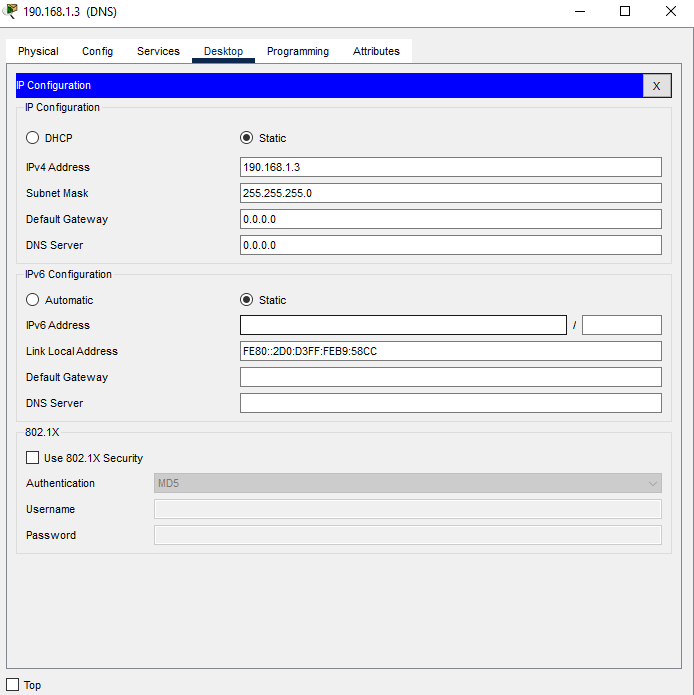 190.168.1.3 (DNS)
Physical Config Services Desktop Programming Attributes
IP Configuration X
IP Configuration
DHCP Static
IPv4 Address 190.168.1.3
Subnet Mask 255.255.255.0
Default Gateway 0.0.0.0
DNS Server 0.0.0.0
IPv6 Configuration
Automatic Static
IPv6 Address /
Link Local Address FE80::2D0:D3FF:FEB9:58CC
Default Gateway
DNS Server
802.1X
Use 802.1X Security
Authentication MD5
Username
Password
Top